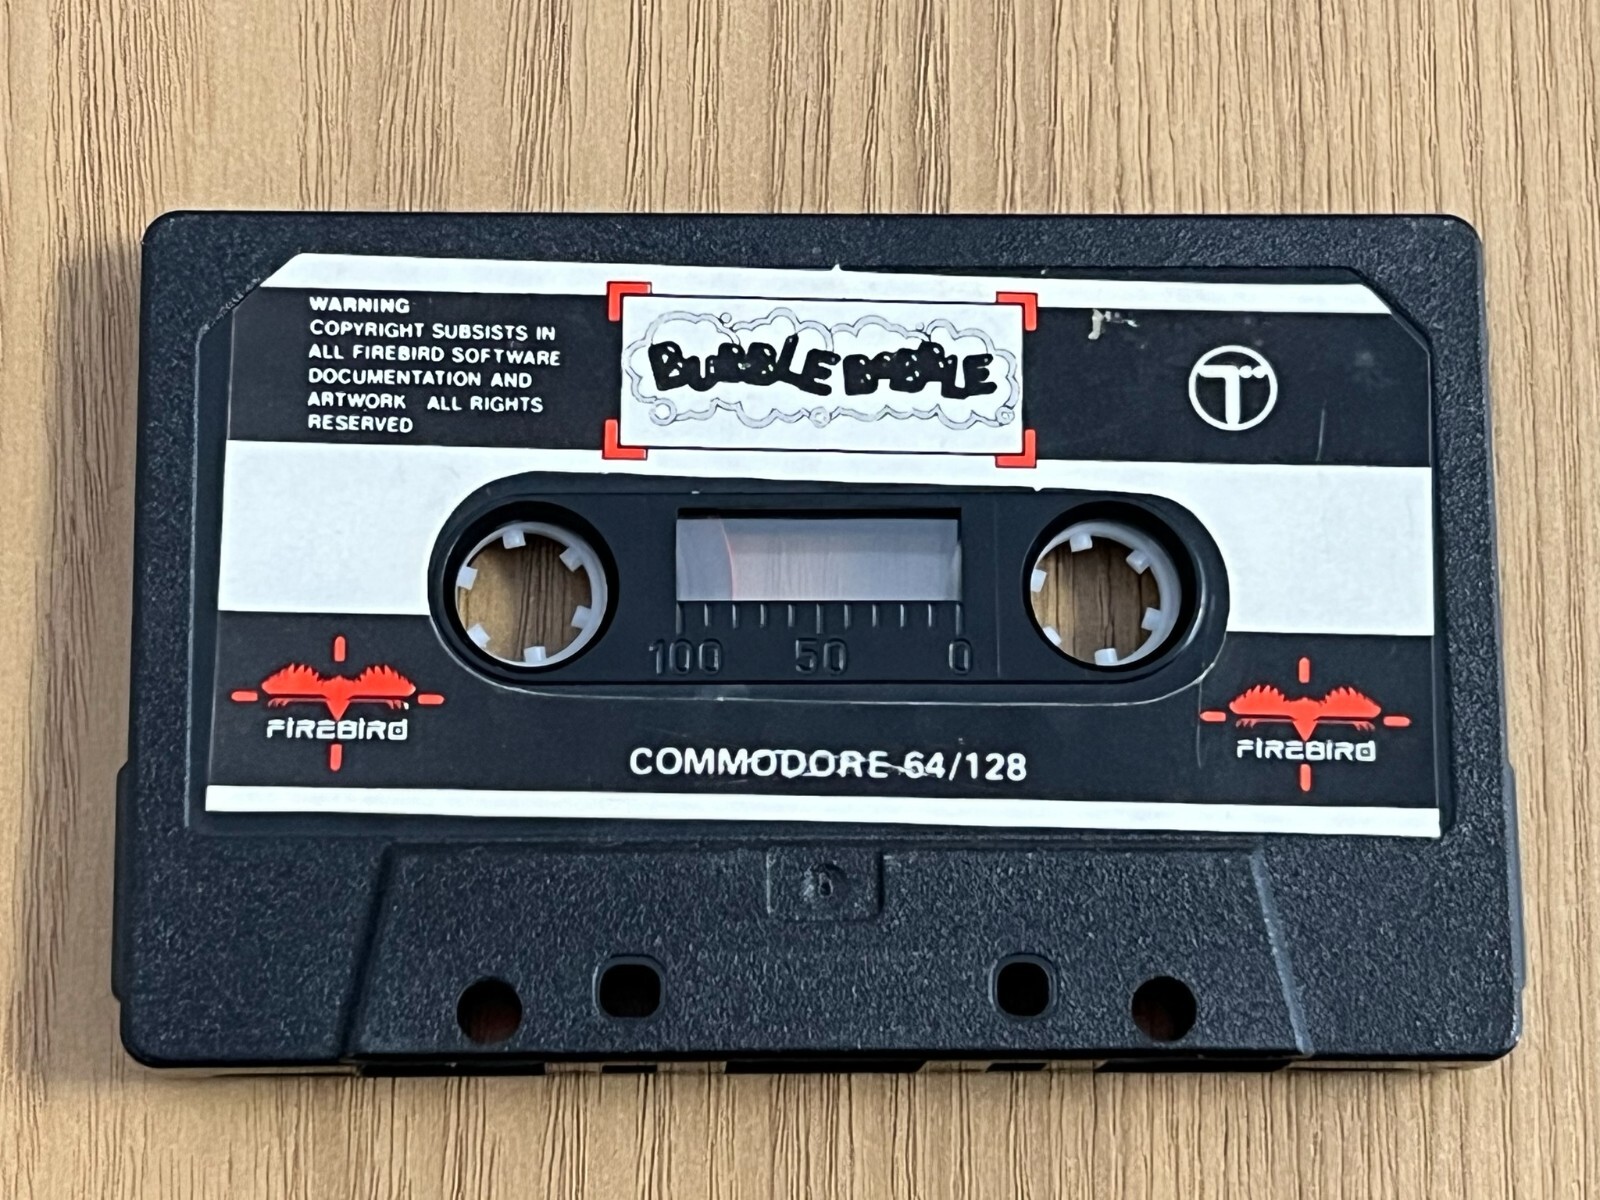 WARNING
COPYRIGHT SUBSISTS IN
ALL FIREBIRD SOFTWARE
DOCUMENTATION AND
ARTWORK ALL RIGHTS
RESERVED
BUBBLE BOBBLE
T
100 50 0
FIREBIRD
FIREBIRD
COMMODORE 64/128